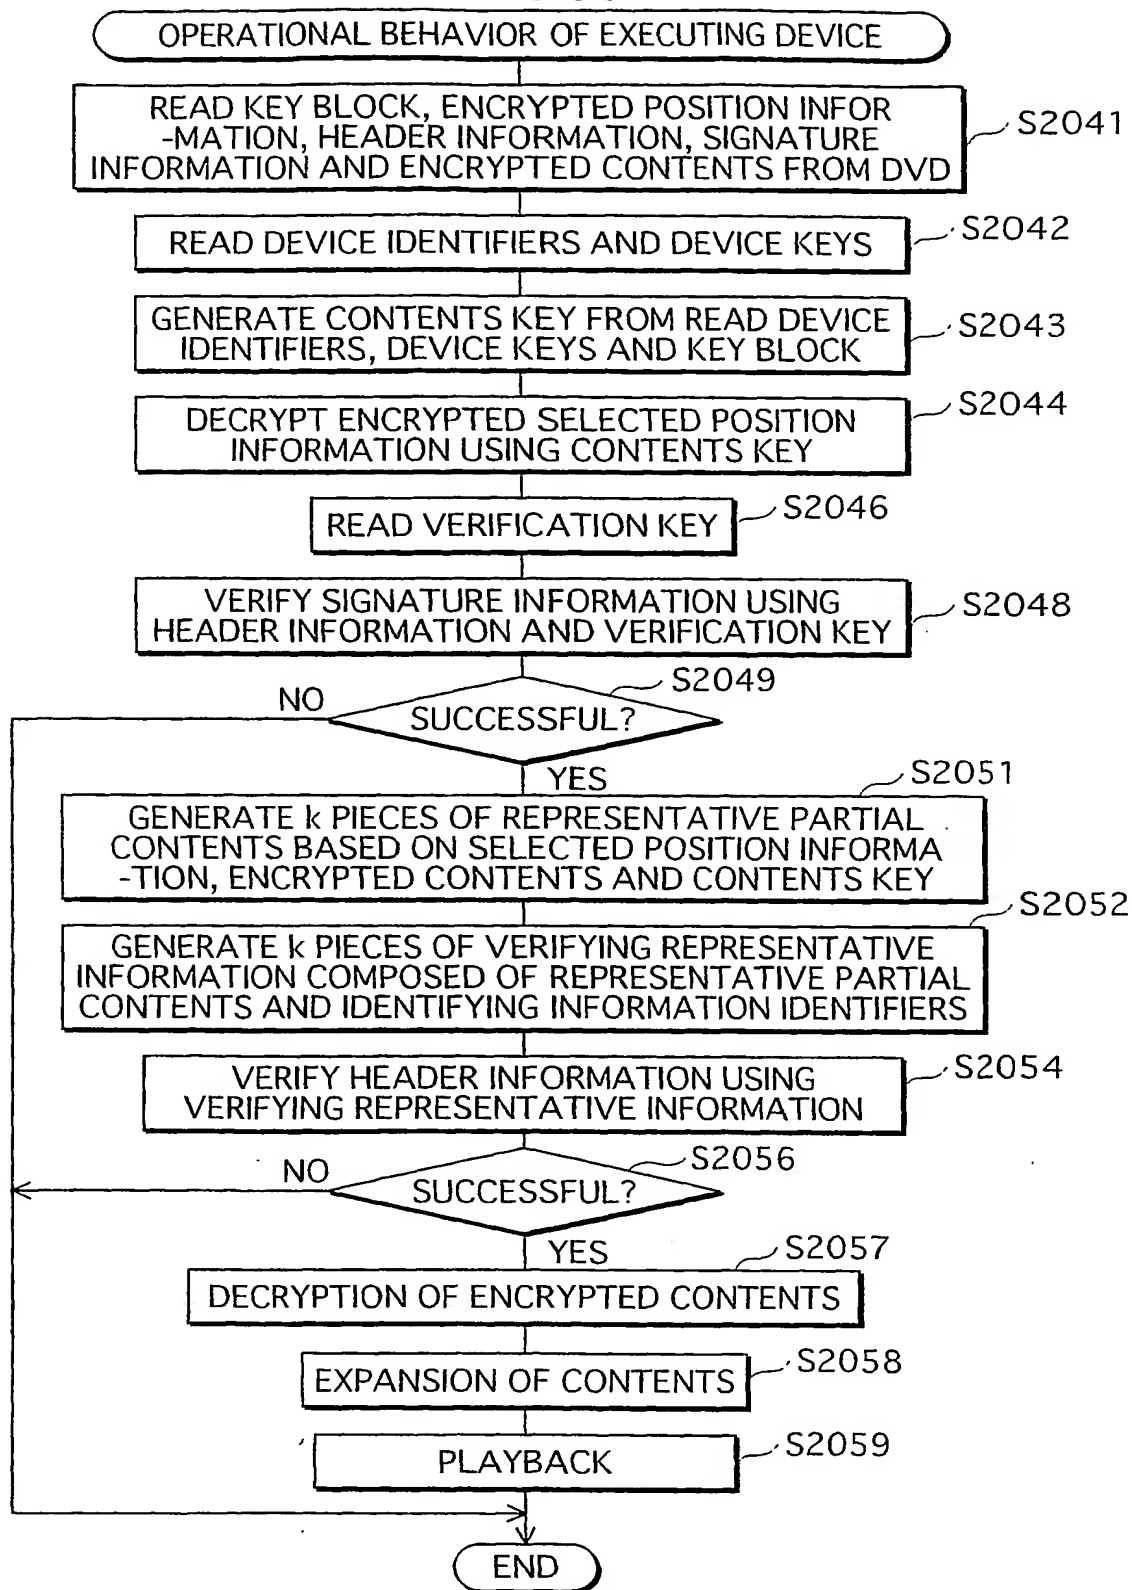 OPERATIONAL BEHAVIOR OF EXECUTING DEVICE
READ KEY BLOCK, ENCRYPTED POSITION INFOR
-MATION, HEADER INFORMATION, SIGNATURE
INFORMATION AND ENCRYPTED CONTENTS FROM DVD
S2041
READ DEVICE IDENTIFIERS AND DEVICE KEYS
S2042
GENERATE CONTENTS KEY FROM READ DEVICE
IDENTIFIERS, DEVICE KEYS AND KEY BLOCK
S2043
DECRYPT ENCRYPTED SELECTED POSITION
INFORMATION USING CONTENTS KEY
S2044
READ VERIFICATION KEY
S2046
VERIFY SIGNATURE INFORMATION USING
HEADER INFORMATION AND VERIFICATION KEY
S2048
S2049
NO
SUCCESSFUL?
YES
S2051
GENERATE k PIECES OF REPRESENTATIVE PARTIAL
CONTENTS BASED ON SELECTED POSITION INFORMA
-TION, ENCRYPTED CONTENTS AND CONTENTS KEY
S2052
GENERATE k PIECES OF VERIFYING REPRESENTATIVE
INFORMATION COMPOSED OF REPRESENTATIVE PARTIAL
CONTENTS AND IDENTIFYING INFORMATION IDENTIFIERS
S2054
VERIFY HEADER INFORMATION USING
VERIFYING REPRESENTATIVE INFORMATION
S2056
NO
SUCCESSFUL?
YES
S2057
DECRYPTION OF ENCRYPTED CONTENTS
S2058
EXPANSION OF CONTENTS
S2059
PLAYBACK
END